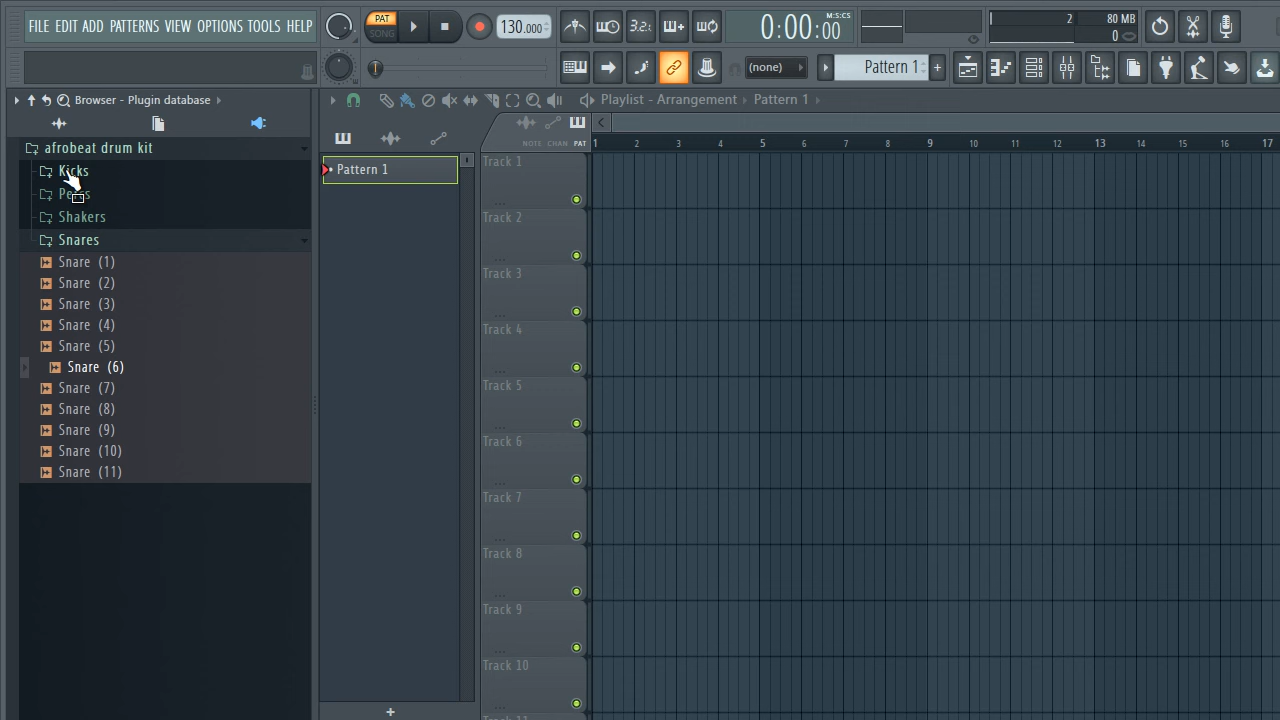 FILE EDIT ADD PATTERNS VIEW OPTIONS TOOLS HELP
PAT
SONG
130.000
3.2:
0:00:00
M:S:CS
2
80 MB
0
(none)
Pattern 1
+
Browser - Plugin database
Playlist - Arrangement
Pattern 1
afrobeat drum kit
Kicks
Shakers
Snares
Snare (1)
Snare (2)
Snare (3)
Snare (4)
Snare (5)
Snare (6)
Snare (7)
Snare (8)
Snare (9)
Snare (10)
Snare (11)
Pattern 1
+
NOTE CHAN PAT
1 2 3 4 5 6 7 8 9 10 11 12 13 14 15 16 17
Track 1
Track 2
Track 3
Track 4
Track 5
Track 6
Track 7
Track 8
Track 9
Track 10